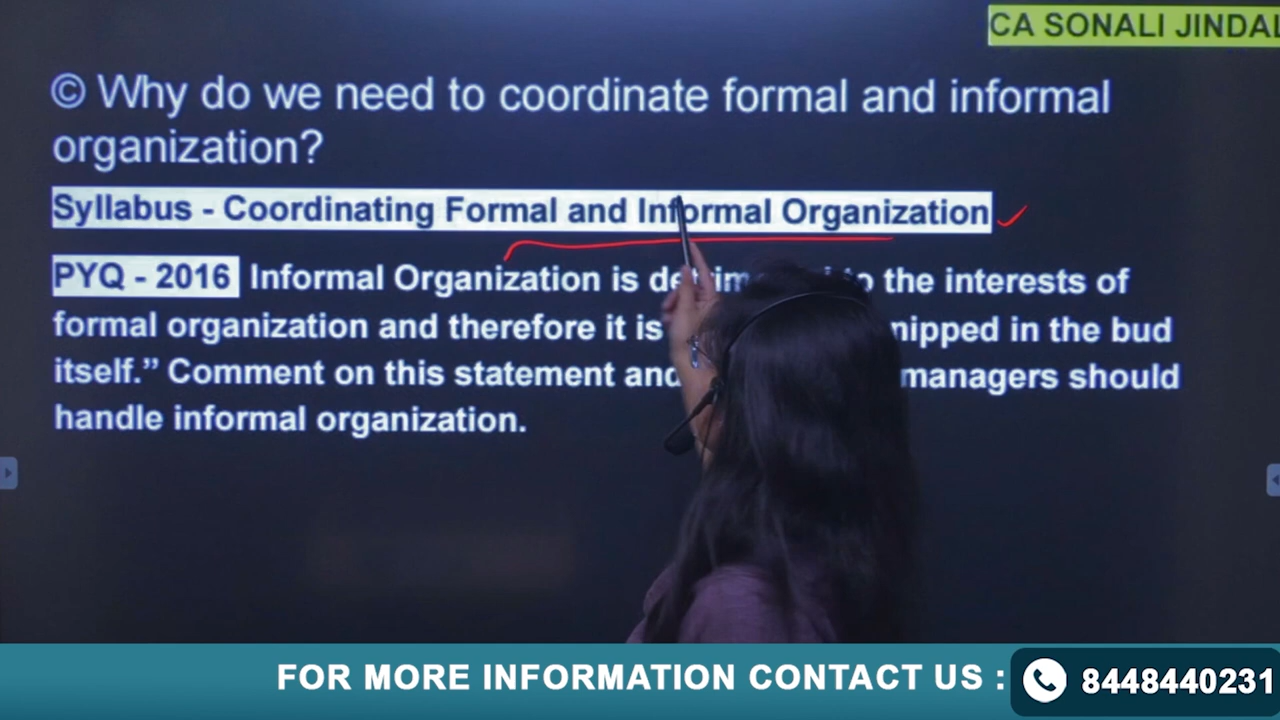 CA SONALI JINDAL
© Why do we need to coordinate formal and informal
organization?
Syllabus - Coordinating Formal and Informal Organization
PYQ - 2016 Informal Organization is to the interests of
formal organization and therefore it is nipped in the bud
itself.” Comment on this statement and managers should
handle informal organization.
FOR MORE INFORMATION CONTACT US :
8448440231